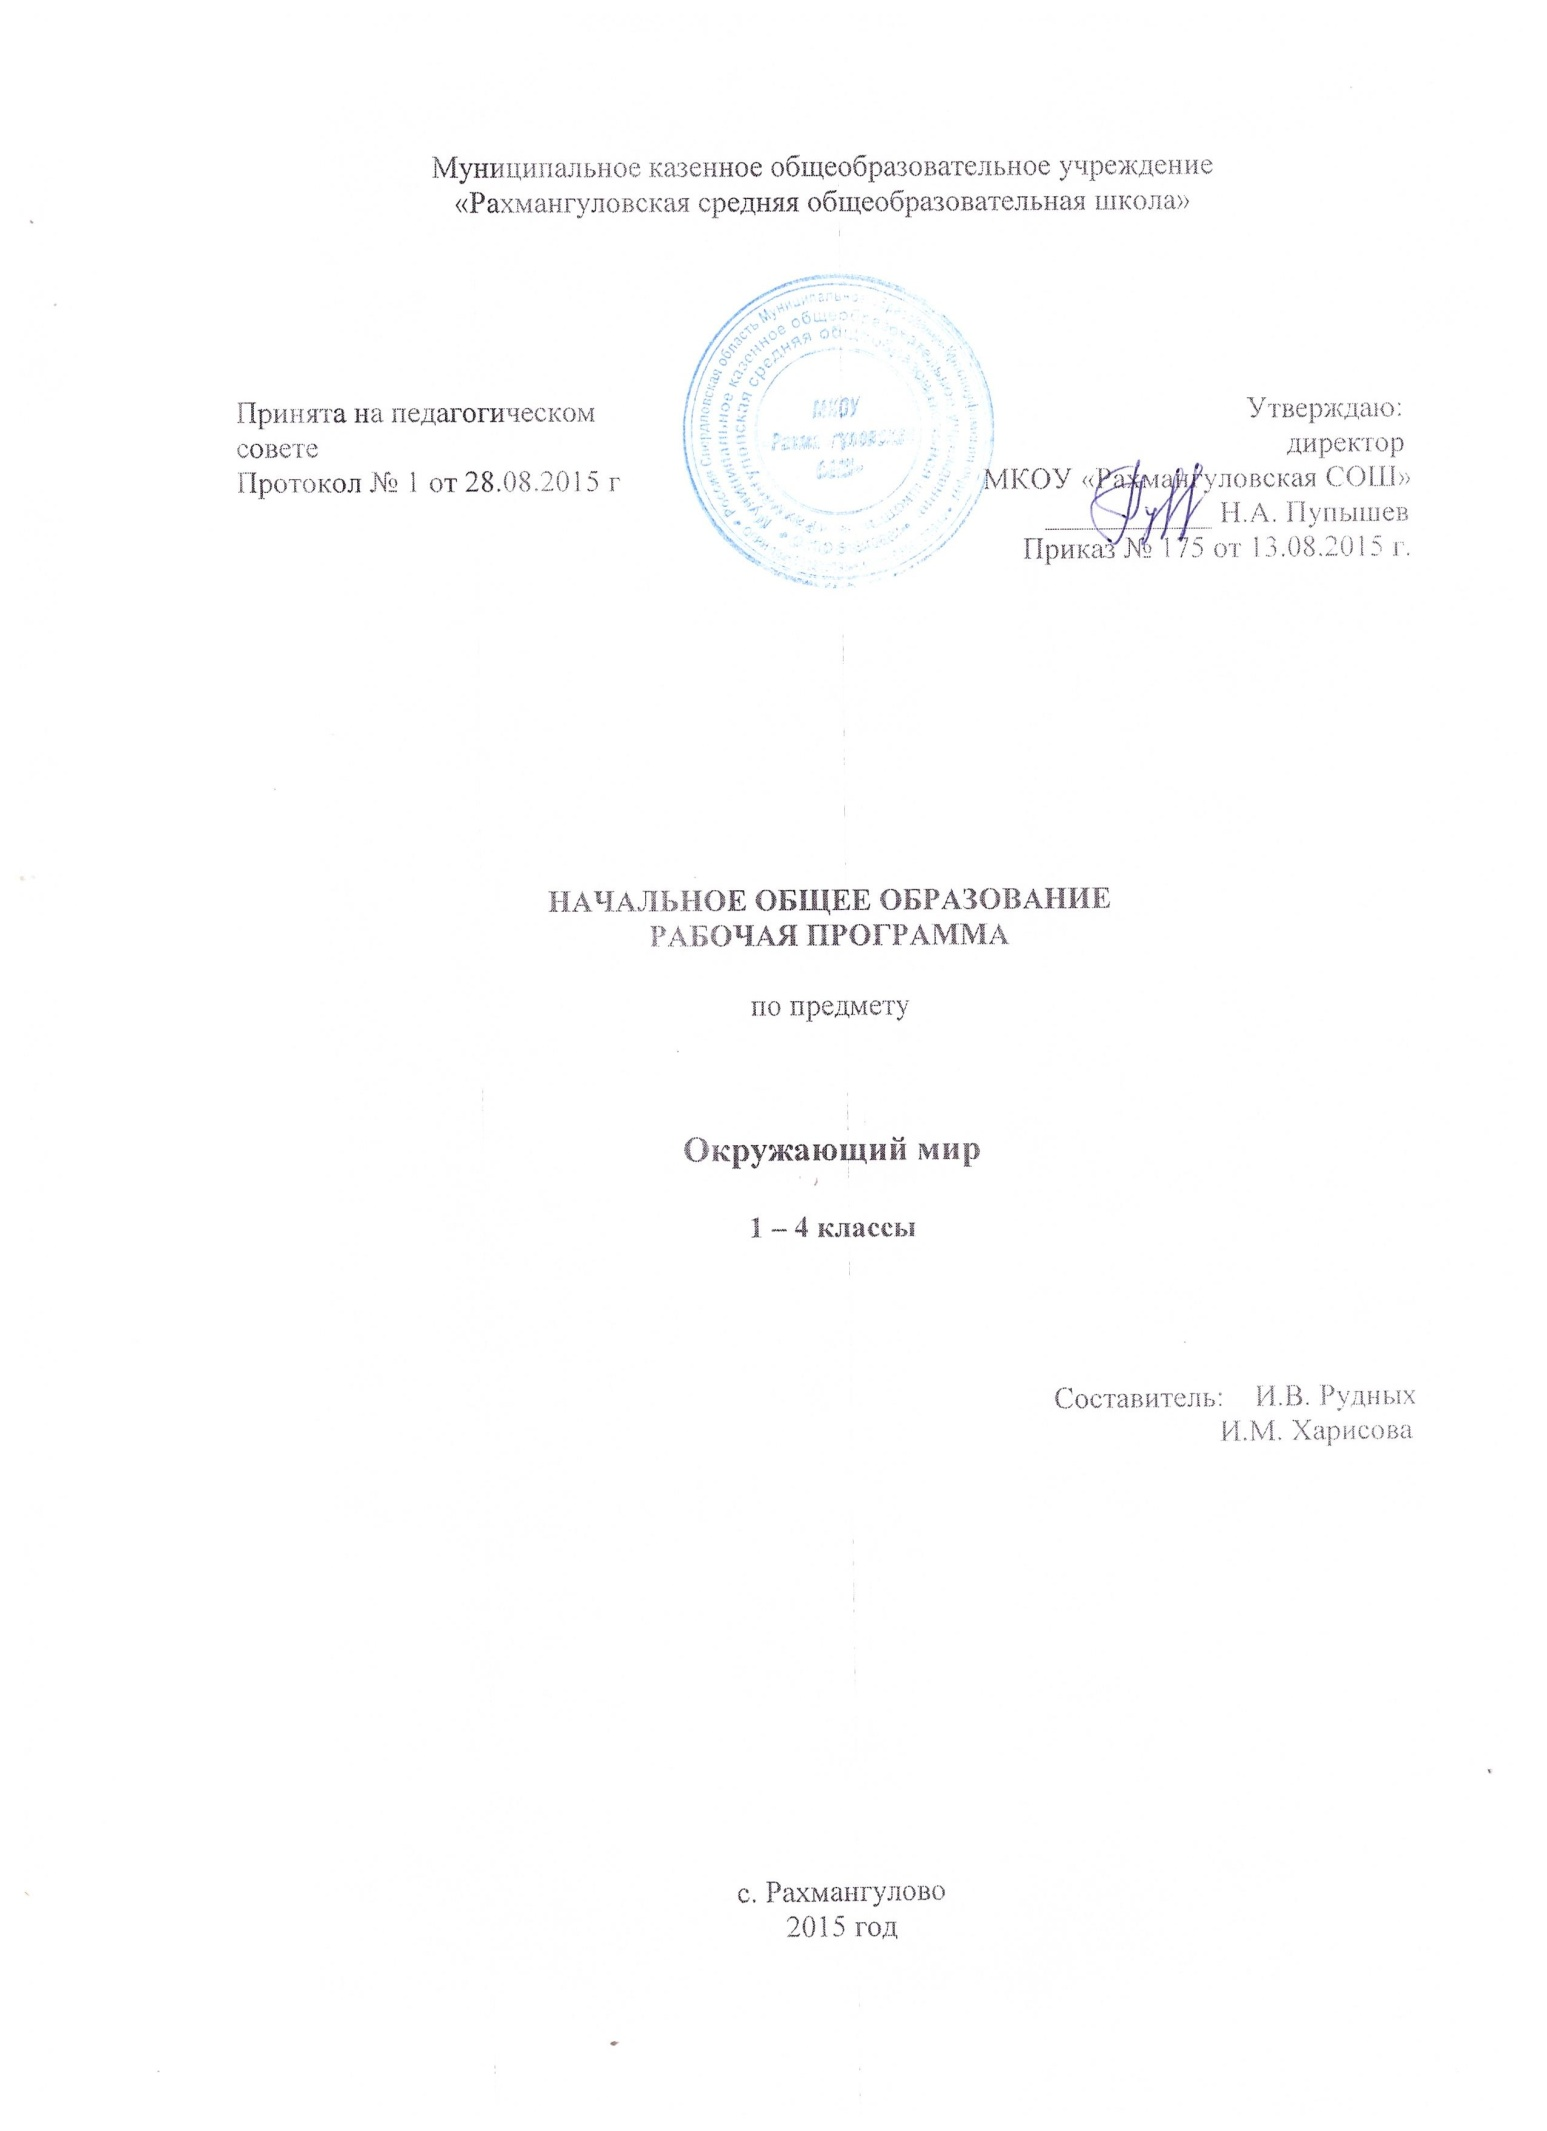 Муниципальное казенное общеобразовательное учреждение
«Рахмангуловская средняя общеобразовательная школа»
Принята на педагогическом
совете
Протокол № 1 от 28.08.2015 г
МКОУ
Утверждаю:
директор
МКОУ «Рахмангуловская СОШ»
____________ Н.А. Пупышев
Приказ № 175 от 13.08.2015 г.
НАЧАЛЬНОЕ ОБЩЕЕ ОБРАЗОВАНИЕ
РАБОЧАЯ ПРОГРАММА
по предмету
Окружающий мир
1 – 4 классы
Составитель: И.В. Рудных
И.М. Харисова
с. Рахмангулово
2015 год